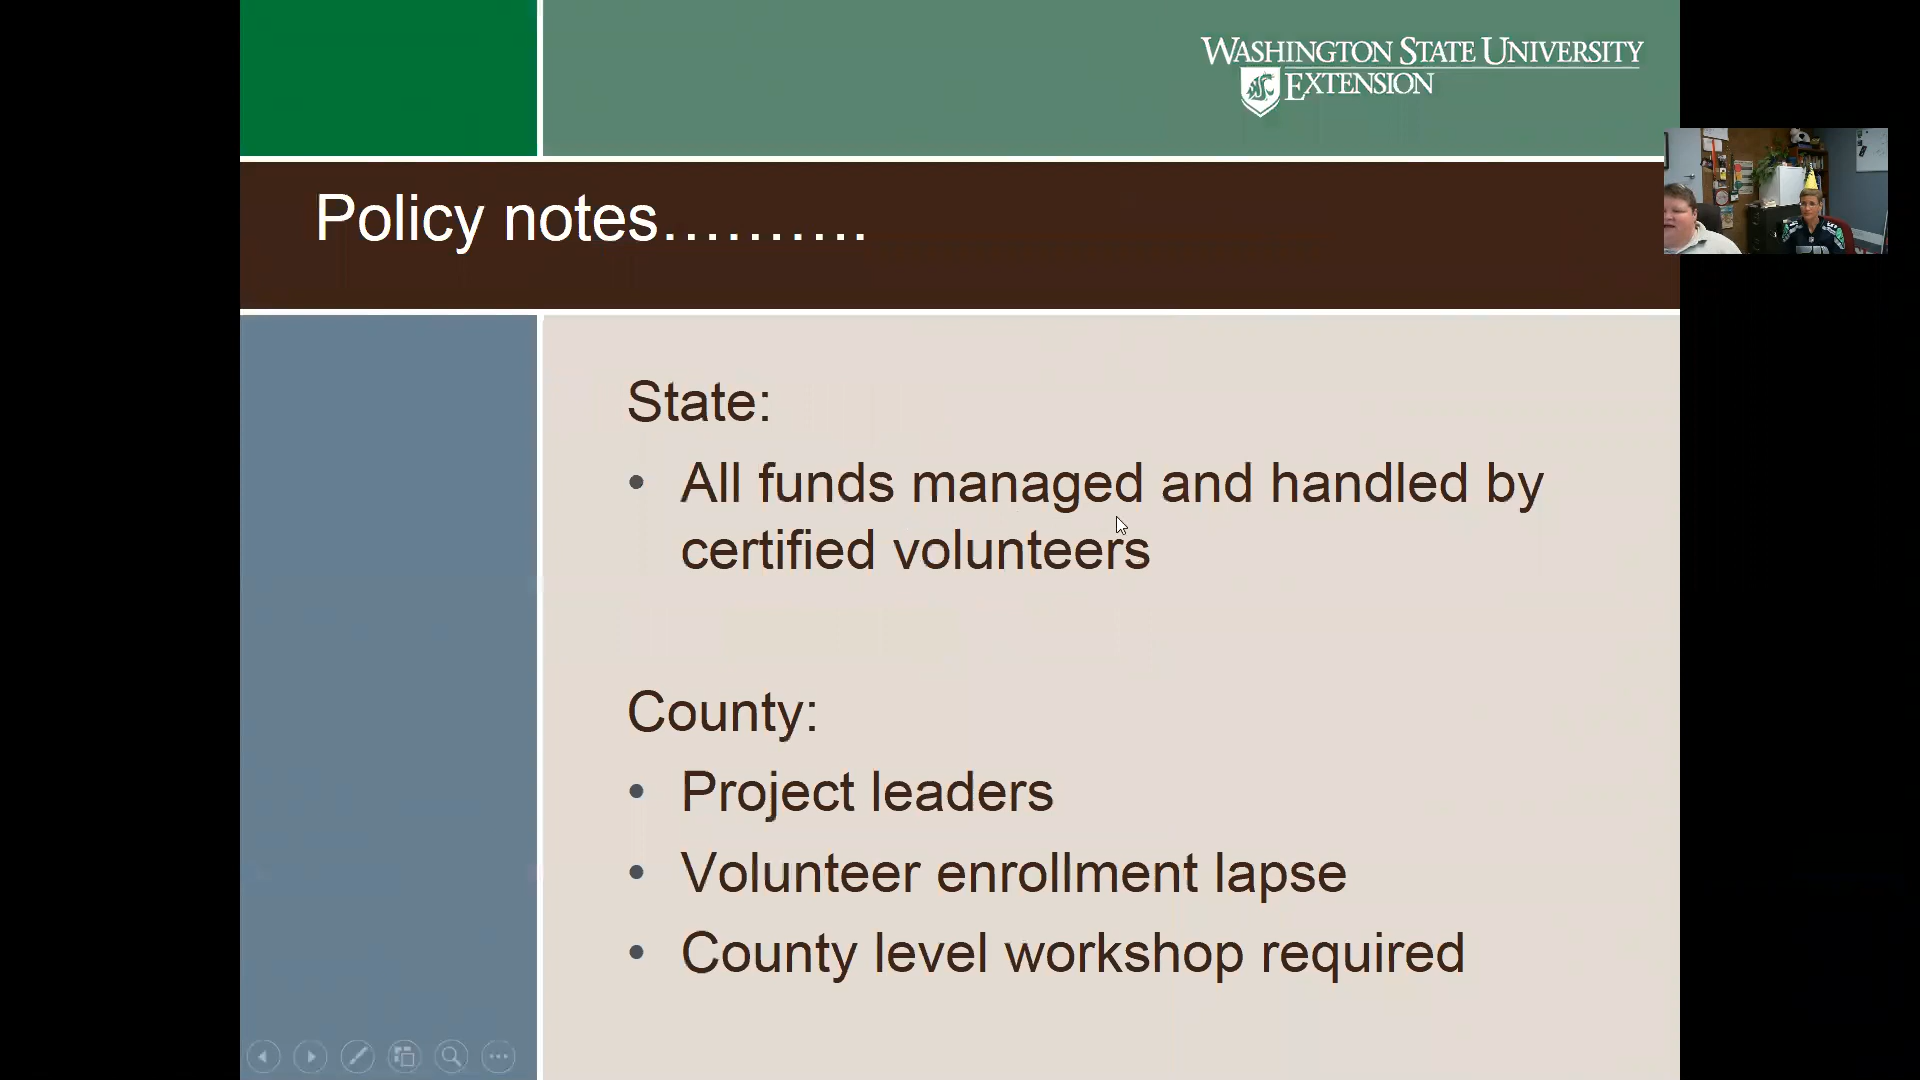 WASHINGTON STATE UNIVERSITY
EXTENSION
Policy notes……….
State:
• All funds managed and handled by
certified volunteers
County:
• Project leaders
• Volunteer enrollment lapse
• County level workshop required